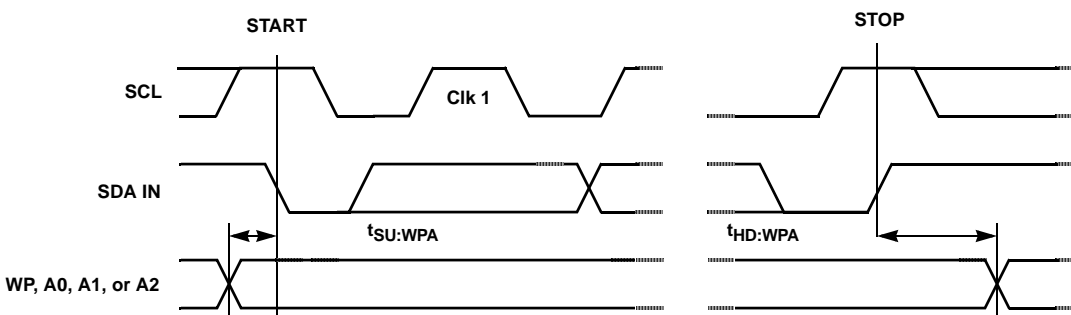 START
STOP
SCL
Clk 1
SDA IN
tSU:WPA
tHD:WPA
WP, A0, A1, or A2